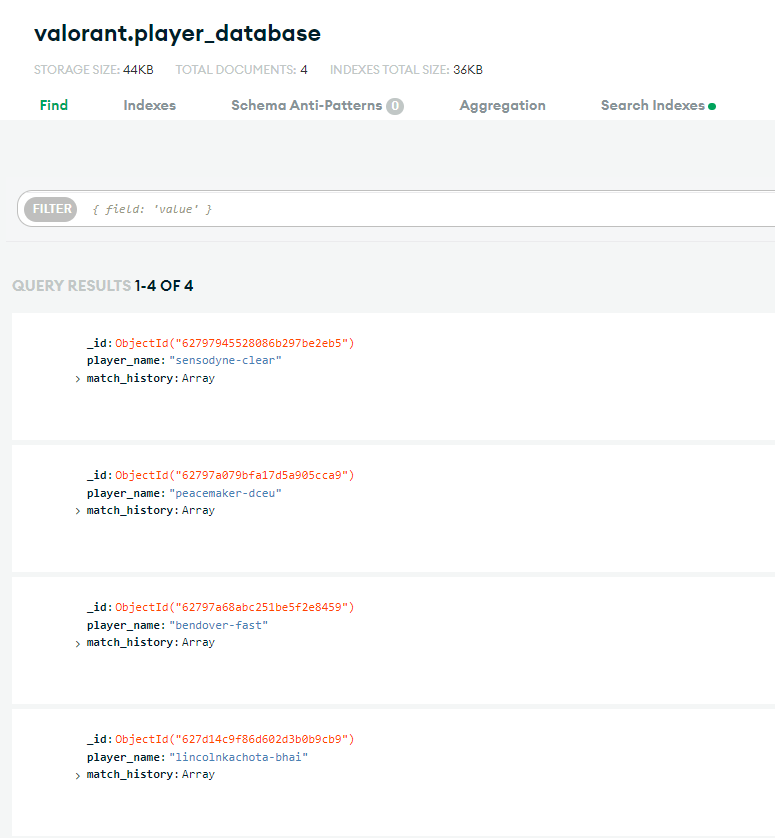 valorant.player_database
STORAGE SIZE: 44KB TOTAL DOCUMENTS: 4 INDEXES TOTAL SIZE: 36KB
Find Indexes Schema Anti-Patterns 0 Aggregation Search Indexes
FILTER { field: 'value' }
QUERY RESULTS 1-4 OF 4
_id: ObjectId("62797945528086b297be2eb5")
player_name: "sensodyne-clear"
> match_history: Array
_id: ObjectId("62797a079bfa17d5a905cca9")
player_name: "peacemaker-dceu"
> match_history: Array
_id: ObjectId("62797a68abc251be5f2e8459")
player_name: "bendover-fast"
> match_history: Array
_id: ObjectId("627d14c9f86d602d3b0b9cb9")
player_name: "lincolnkachota-bhai"
> match_history: Array